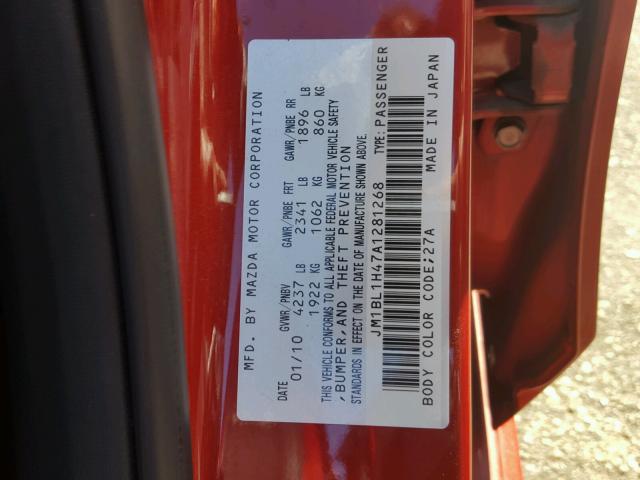 MFD. BY MAZDA MOTOR CORPORATION
DATE GVWR/PNBV GAWR/PNBE FRT GAWR/PNBE RR
01/10 4237 LB 2341 LB 1896 LB
1922 KG 1062 KG 860 KG
THIS VEHICLE CONFORMS TO ALL APPLICABLE FEDERAL MOTOR VEHICLE SAFETY
,BUMPER,AND THEFT PREVENTION
STANDARDS IN EFFECT ON THE DATE OF MANUFACTURE SHOWN ABOVE.
JM1BL1H47A1281268 TYPE: PASSENGER
BODY COLOR CODE;27A MADE IN JAPAN